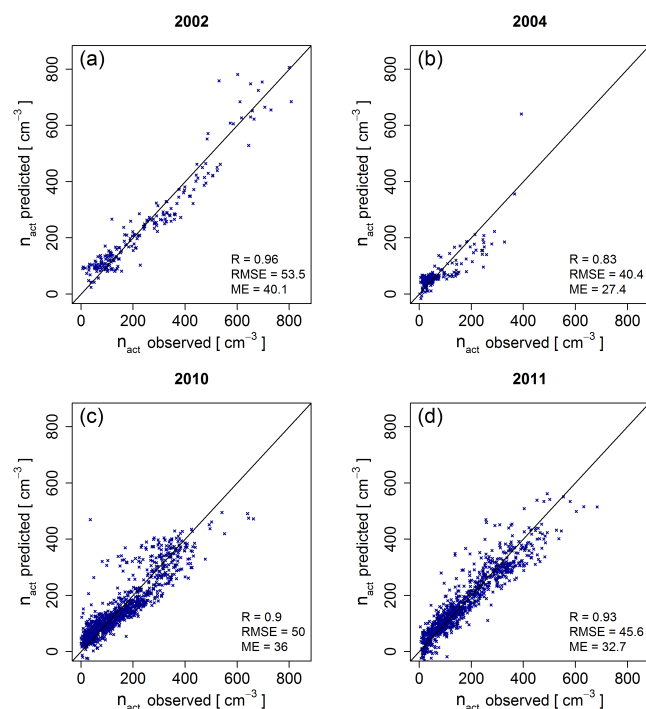 2002
(a)
800
600
400
200
0
n_act predicted [ cm⁻³ ]
R = 0.96
RMSE = 53.5
ME = 40.1
0 200 400 600 800
n_act observed [ cm⁻³ ]
2004
(b)
800
600
400
200
0
n_act predicted [ cm⁻³ ]
R = 0.83
RMSE = 40.4
ME = 27.4
0 200 400 600 800
n_act observed [ cm⁻³ ]
2010
(c)
800
600
400
200
0
n_act predicted [ cm⁻³ ]
R = 0.9
RMSE = 50
ME = 36
0 200 400 600 800
n_act observed [ cm⁻³ ]
2011
(d)
800
600
400
200
0
n_act predicted [ cm⁻³ ]
R = 0.93
RMSE = 45.6
ME = 32.7
0 200 400 600 800
n_act observed [ cm⁻³ ]